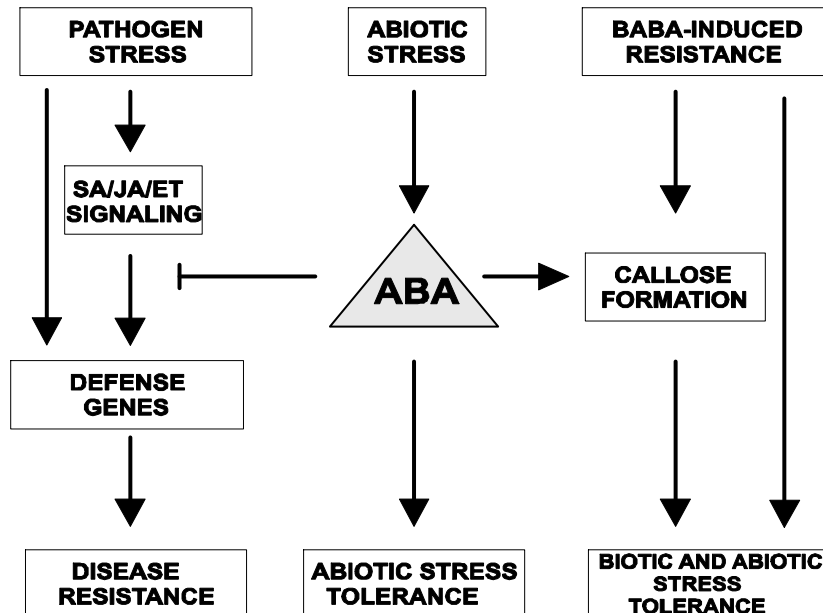 PATHOGEN
STRESS
ABIOTIC
STRESS
BABA-INDUCED
RESISTANCE
SA/JA/ET
SIGNALING
ABA
CALLOSE
FORMATION
DEFENSE
GENES
DISEASE
RESISTANCE
ABIOTIC STRESS
TOLERANCE
BIOTIC AND ABIOTIC
STRESS
TOLERANCE